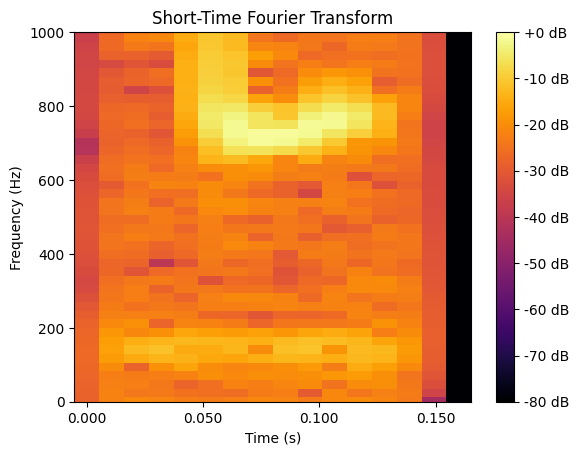 Short-Time Fourier Transform
1000
800
600
400
200
0
Frequency (Hz)
0.000
0.050
0.100
0.150
Time (s)
+0 dB
-10 dB
-20 dB
-30 dB
-40 dB
-50 dB
-60 dB
-70 dB
-80 dB